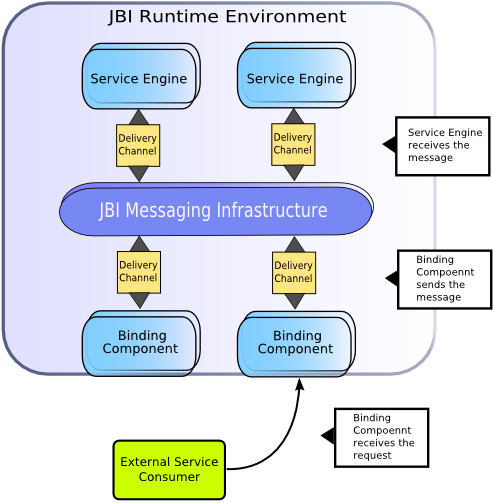 JBI Runtime Environment
Service Engine
Service Engine
Delivery
Channel
Delivery
Channel
Service Engine
receives the
message
JBI Messaging Infrastructure
Delivery
Channel
Delivery
Channel
Binding
Compoennt
sends the
message
Binding
Component
Binding
Component
Binding
Compoennt
receives the
request
External Service
Consumer